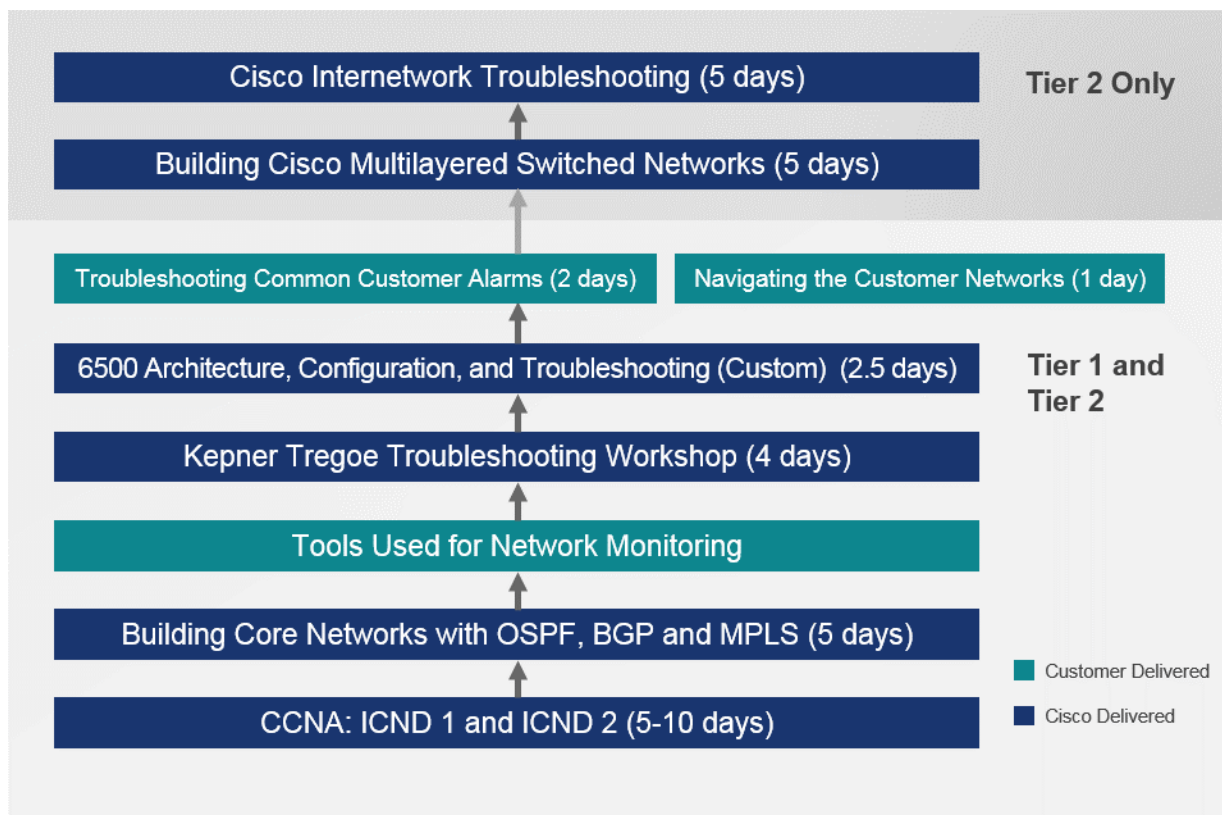 Cisco Internetwork Troubleshooting (5 days)
Tier 2 Only
Building Cisco Multilayered Switched Networks (5 days)
Troubleshooting Common Customer Alarms (2 days)
Navigating the Customer Networks (1 day)
6500 Architecture, Configuration, and Troubleshooting (Custom) (2.5 days)
Tier 1 and
Tier 2
Kepner Tregoe Troubleshooting Workshop (4 days)
Tools Used for Network Monitoring
Building Core Networks with OSPF, BGP and MPLS (5 days)
CCNA: ICND 1 and ICND 2 (5-10 days)
Customer Delivered
Cisco Delivered